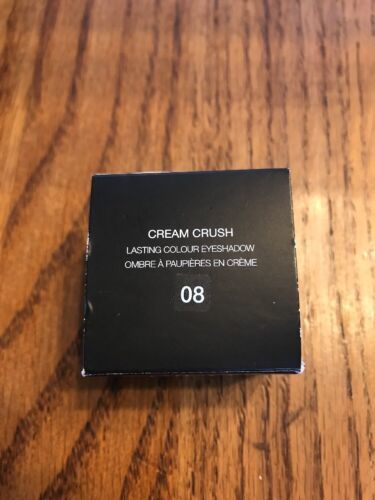 CREAM CRUSH
LASTING COLOUR EYESHADOW
OMBRE À PAUPIÈRES EN CRÈME
08